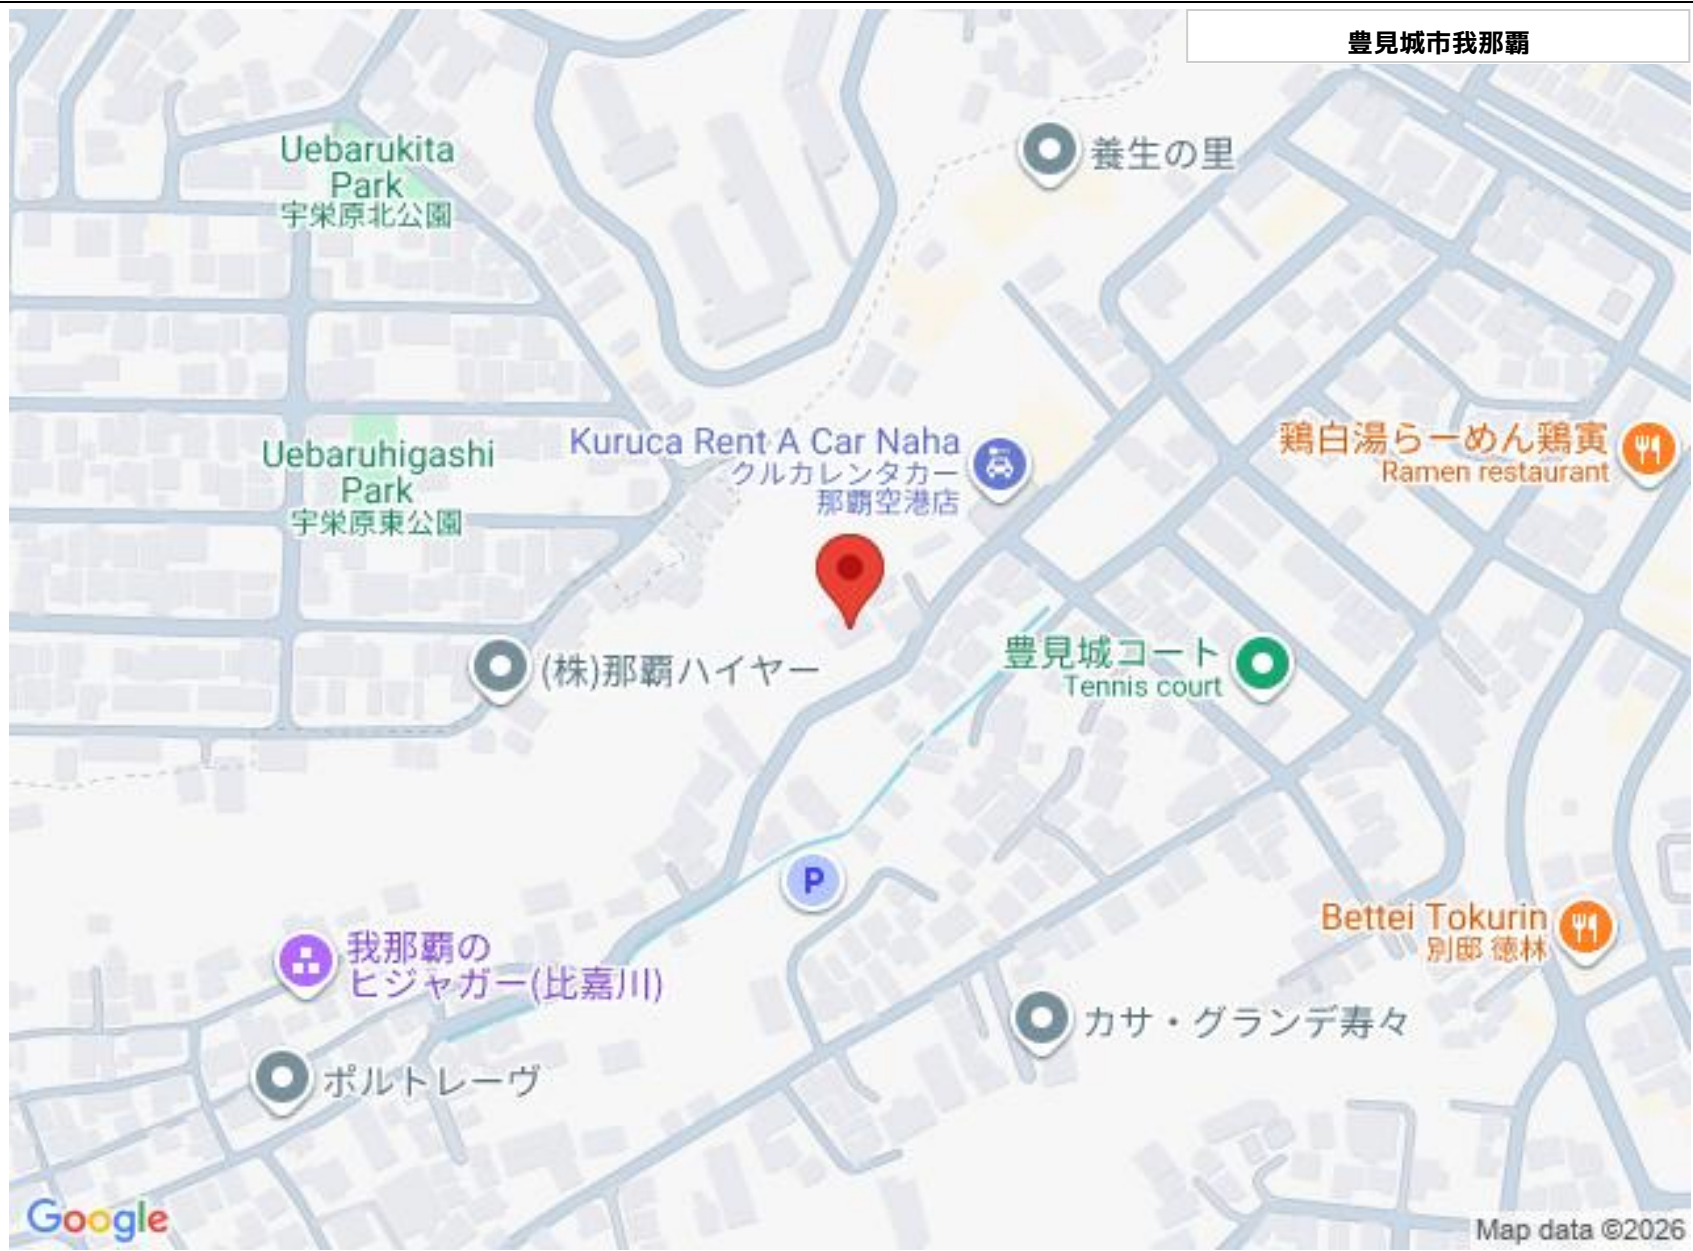 豊見城市我那覇
Uebarukita
Park
宇栄原北公園
養生の里
Kuruca Rent A Car Naha
クルカレンタカー
那覇空港店
鶏白湯らーめん鶏寅
Ramen restaurant
Uebaruhigashi
Park
宇栄原東公園
(株)那覇ハイヤー
豊見城コート
Tennis court
P
Bettei Tokurin
別邸 徳林
我那覇の
ヒジャガー(比嘉川)
カサ・グランデ寿々
ポルトレーヴ
Google
Map data ©2026